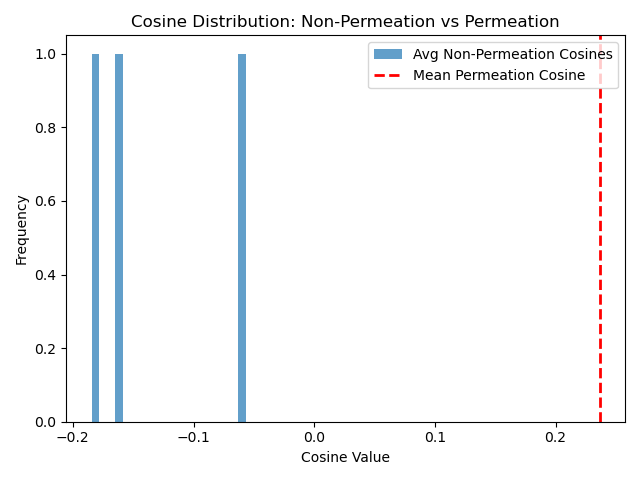 Cosine Distribution: Non-Permeation vs Permeation
Avg Non-Permeation Cosines
Mean Permeation Cosine
Frequency
1.0
0.8
0.6
0.4
0.2
0.0
−0.2
−0.1
0.0
0.1
0.2
Cosine Value